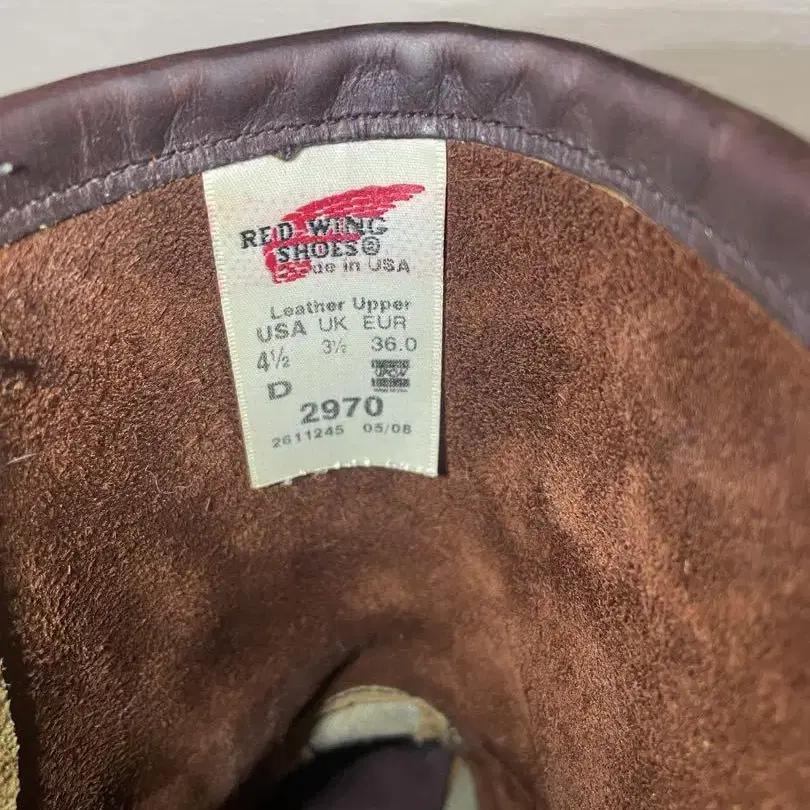 RED WING
SHOES®
de in USA
Leather Upper
USA UK EUR
4½ 3½ 36.0
D
2970
2611245 05/08